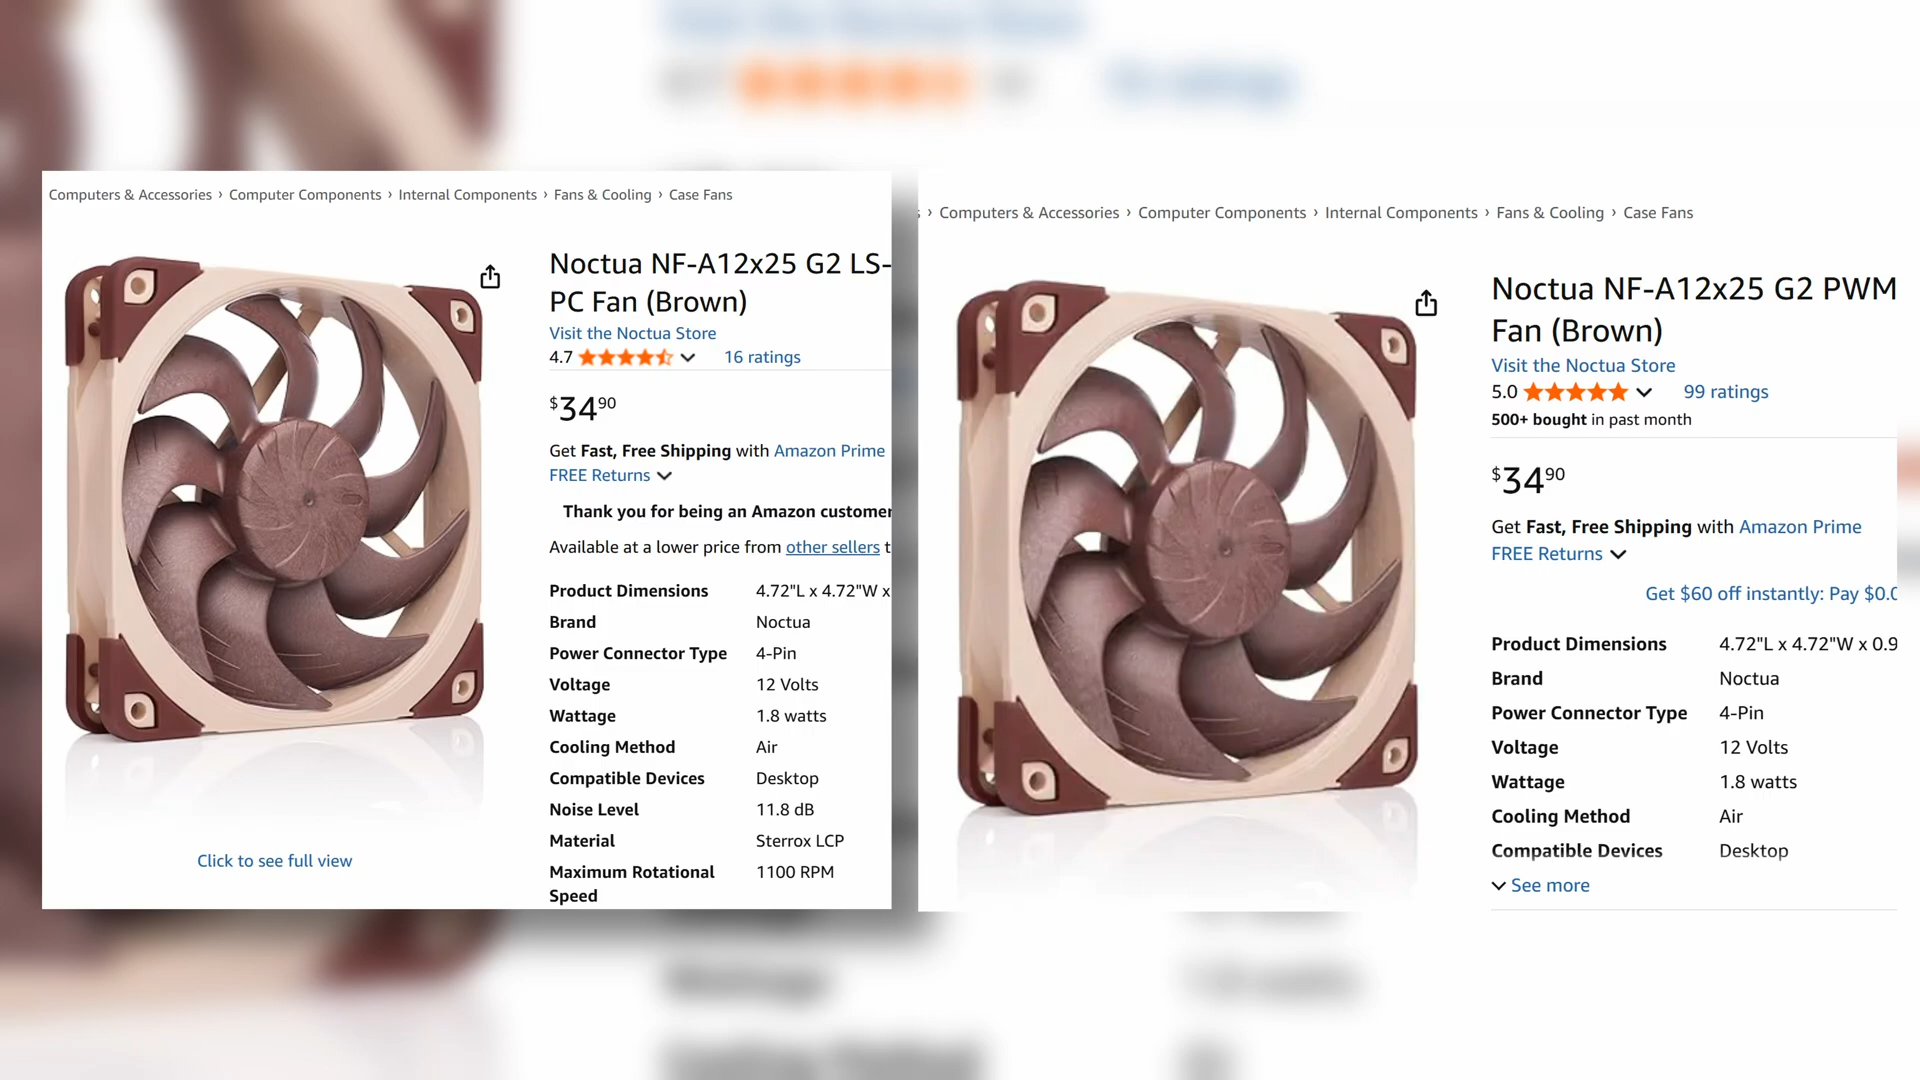 Computers & Accessories › Computer Components › Internal Components › Fans & Cooling › Case Fans
Noctua NF-A12x25 G2 LS-
PC Fan (Brown)
Visit the Noctua Store
4.7 16 ratings
$34 90
Get Fast, Free Shipping with Amazon Prime
FREE Returns
Thank you for being an Amazon customer
Available at a lower price from other sellers t
Product Dimensions 4.72"L x 4.72"W x
Brand Noctua
Power Connector Type 4-Pin
Voltage 12 Volts
Wattage 1.8 watts
Cooling Method Air
Compatible Devices Desktop
Noise Level 11.8 dB
Material Sterrox LCP
Maximum Rotational 1100 RPM
Speed
Click to see full view
› Computers & Accessories › Computer Components › Internal Components › Fans & Cooling › Case Fans
Noctua NF-A12x25 G2 PWM
Fan (Brown)
Visit the Noctua Store
5.0 99 ratings
500+ bought in past month
$34 90
Get Fast, Free Shipping with Amazon Prime
FREE Returns
Get $60 off instantly: Pay $0.0
Product Dimensions 4.72"L x 4.72"W x 0.9
Brand Noctua
Power Connector Type 4-Pin
Voltage 12 Volts
Wattage 1.8 watts
Cooling Method Air
Compatible Devices Desktop
See more